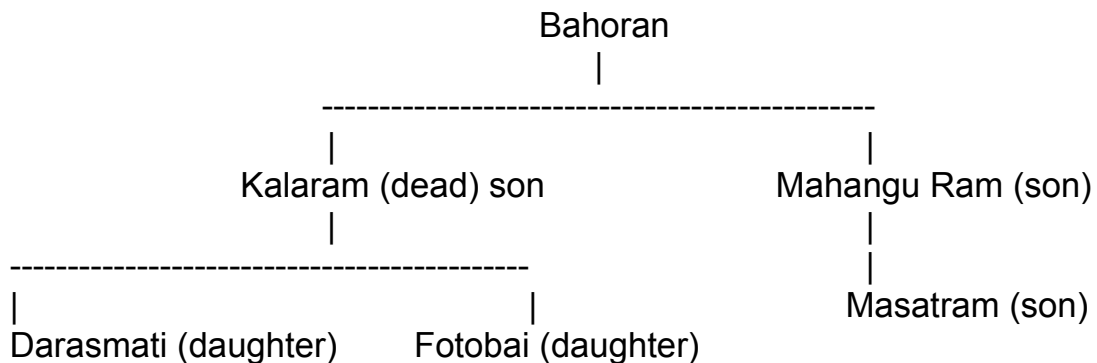 Bahoran
|
------------------------------------------------
| |
Kalaram (dead) son Mahangu Ram (son)
| |
--------------------------------------------- |
| | Masatram (son)
Darasmati (daughter) Fotobai (daughter)